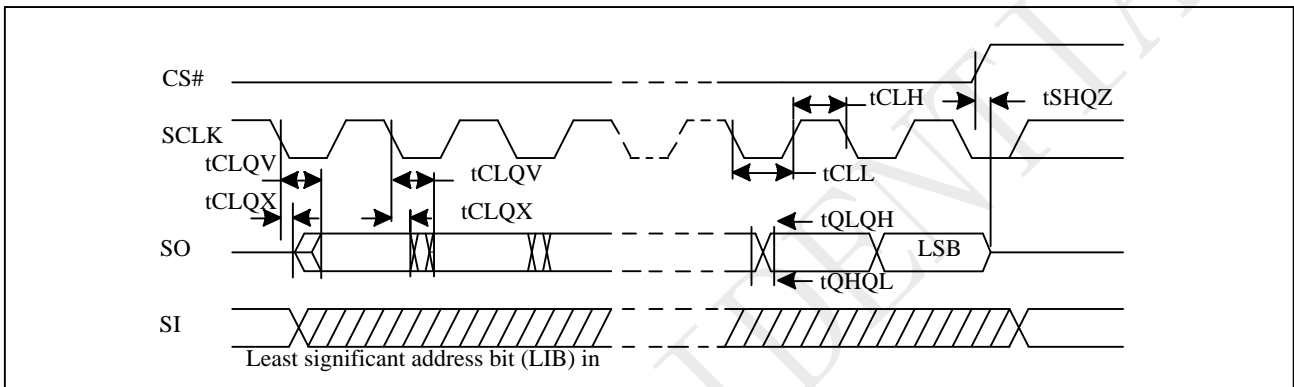 CS#
tCLH
tSHQZ
SCLK
tCLQV
tCLQV
tCLL
tCLQX
tCLQX
tQLQH
SO
LSB
tQHQL
SI
Least significant address bit (LIB) in
IDENTIA